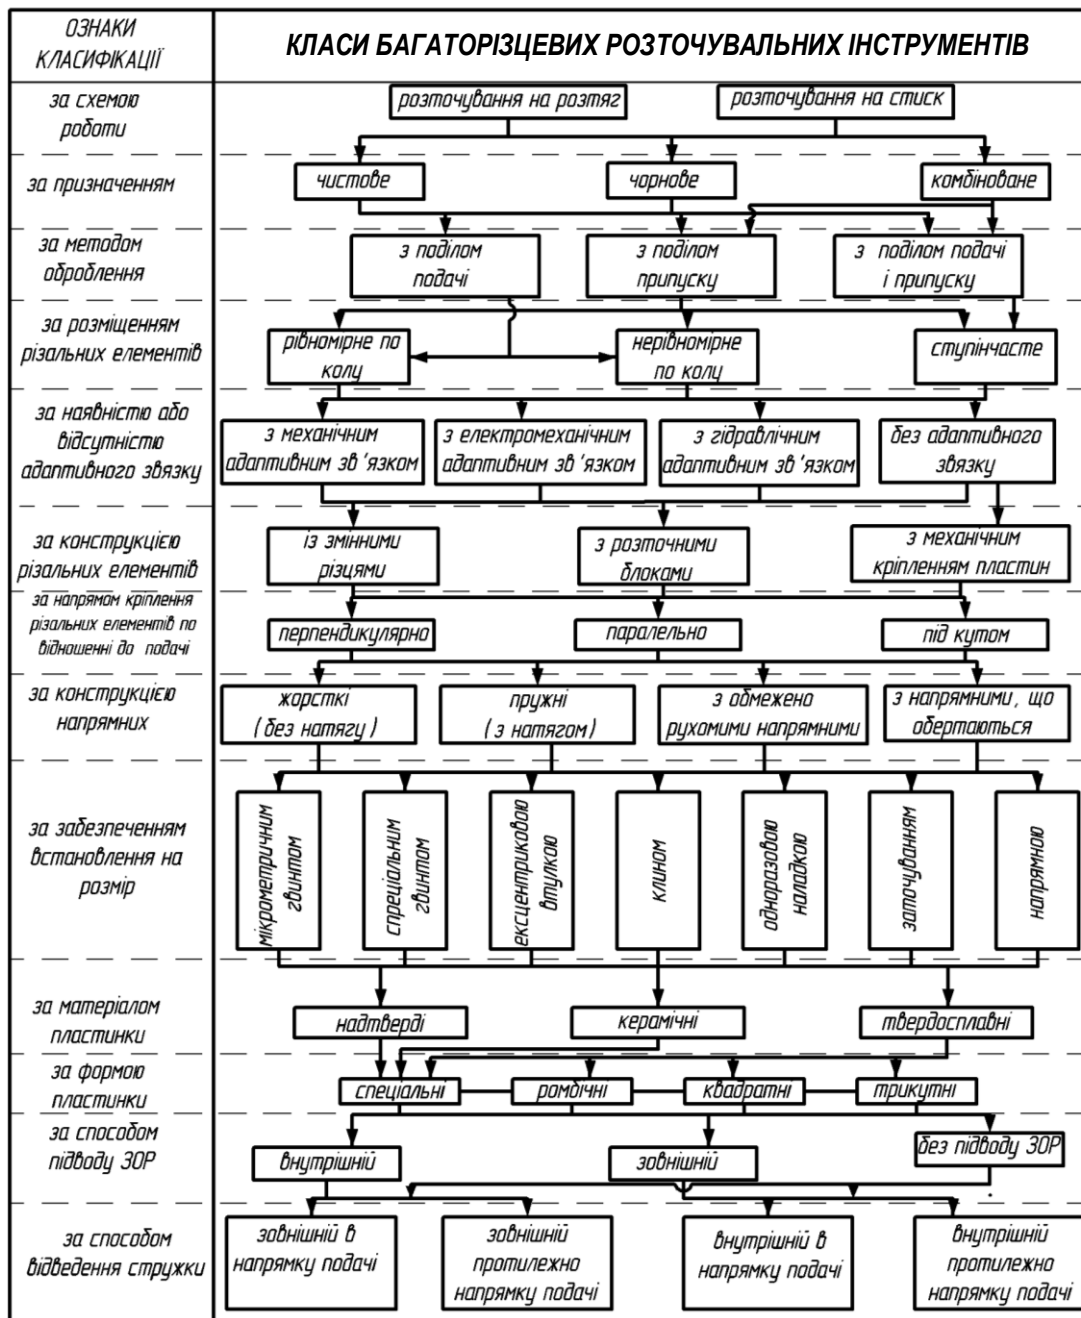 ОЗНАКИ
КЛАСИФІКАЦІЇ
КЛАСИ БАГАТОРІЗЦЕВИХ РОЗТОЧУВАЛЬНИХ ІНСТРУМЕНТІВ
за схемою
роботи
розточування на розтяг
розточування на стиск
за призначенням
чистове
чорнове
комбіноване
за методом
оброблення
з поділом
подачі
з поділом
припуску
з поділом подачі
і припуску
за розміщенням
різальних елементів
рівномірне по
колу
нерівномірне
по колу
ступінчасте
за наявністю або
відсутністю
адаптивного звязку
з механічним
адаптивним зв'язком
з електромеханічним
адаптивним зв'язком
з гідравлічним
адаптивним зв'язком
без адаптивного
звязку
за конструкцією
різальних елементів
із змінними
різцями
з розточними
блоками
з механічним
кріпленням пластин
за напрямом кріплення
різальних елементів по
відношенні до подачі
перпендикулярно
паралельно
під кутом
за конструкцією
напрямних
жорсткі
(без натягу)
пружні
(з натягом)
з обмежено
рухомими напрямними
з напрямними, що
обертаються
за забезпеченням
встановлення на
розмір
мікрометричним
гвинтом
спреціальним
гвинтом
ексцентриковою
втулкою
клином
одноразовою
наладкою
заточуванням
напрямною
за матеріалом
пластинки
надтверді
керамічні
твердосплавні
за формою
пластинки
спеціальні
ромбічні
квадратні
трикутні
за способом
підводу ЗОР
внутрішній
зовнішній
без підводу ЗОР
за способом
відведення стружки
зовнішній в
напрямку подачі
зовнішній
протилежно
напрямку подачі
внутрішній в
напрямку подачі
внутрішній
протилежно
напрямку подачі